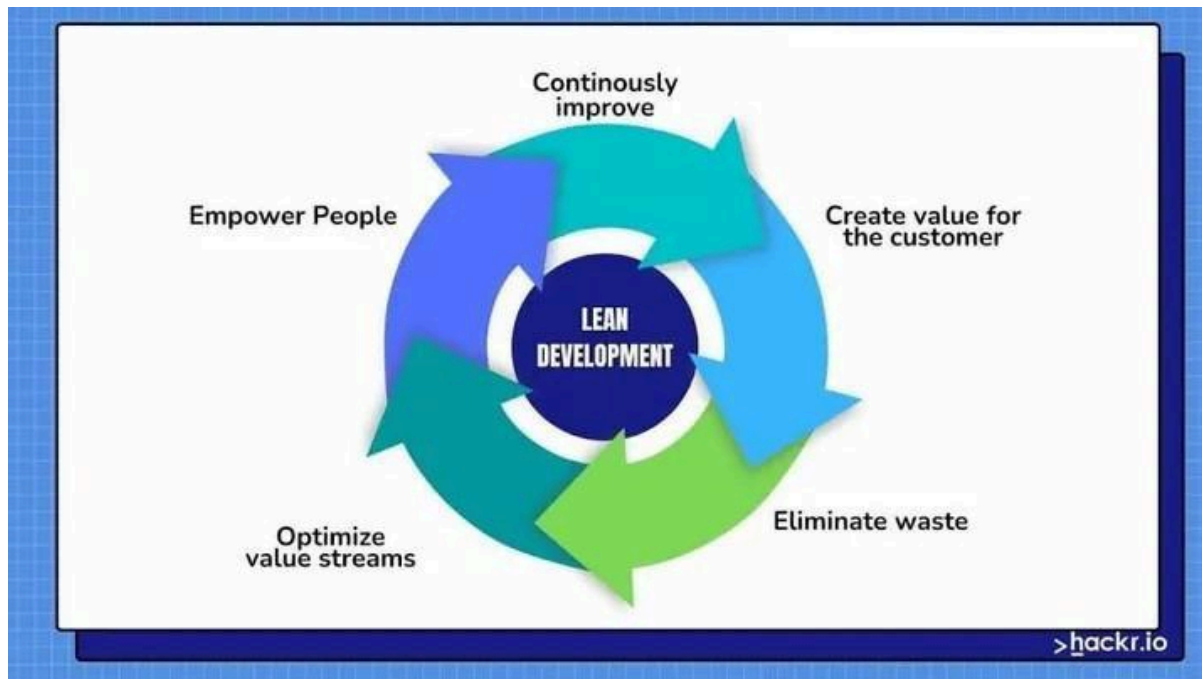 Continously
improve
Empower People
Create value for
the customer
LEAN
DEVELOPMENT
Optimize
value streams
Eliminate waste
>hackr.io